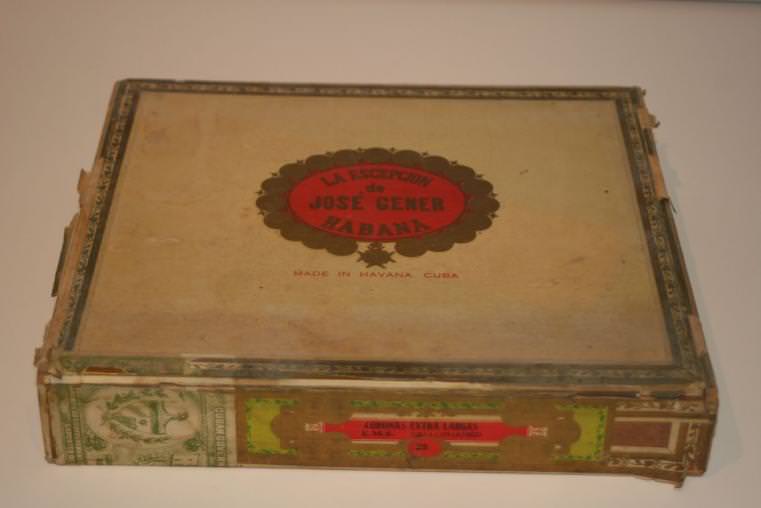 LA ESCEPCION
de
JOSÉ GENER
HABANA
MADE IN HAVANA, CUBA
CORONAS EXTRA LARGAS
25